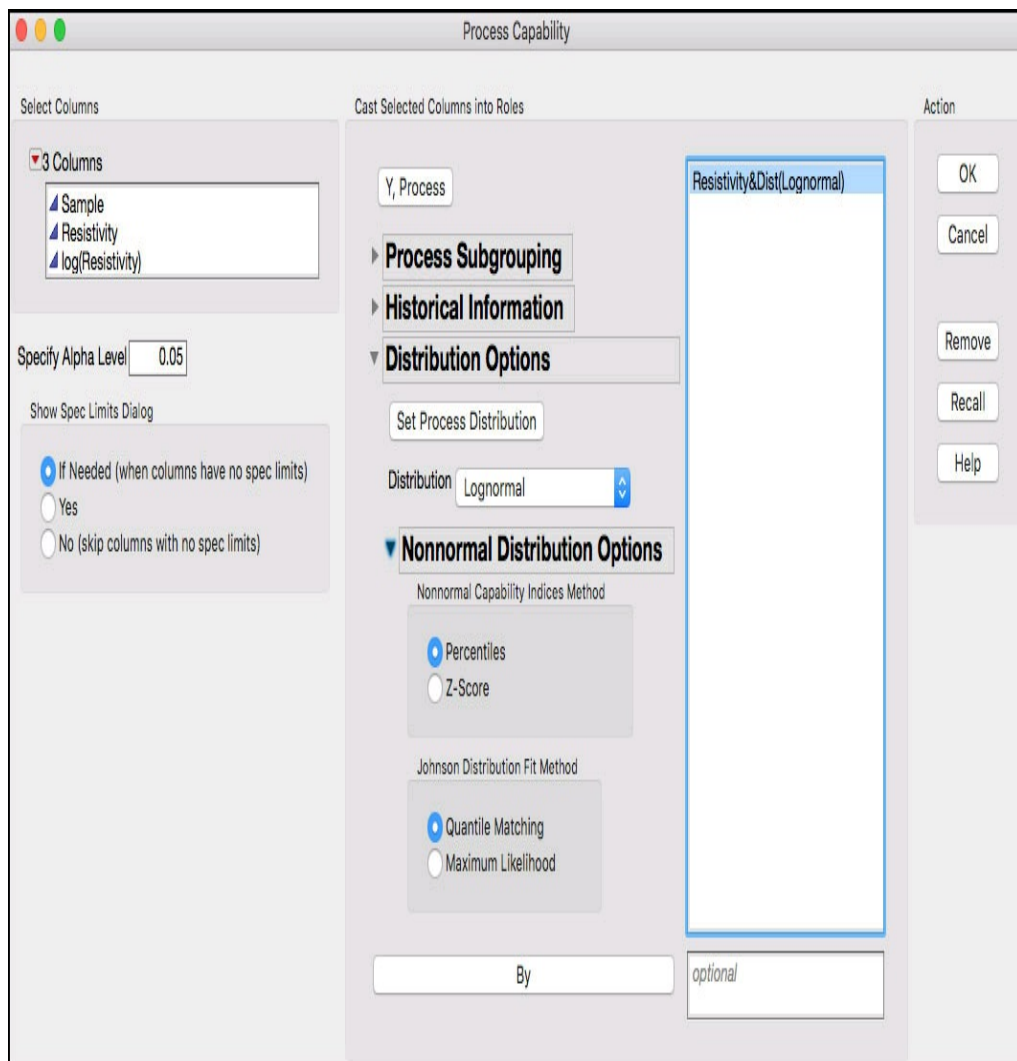 Process Capability
Select Columns
3 Columns
Sample
Resistivity
log(Resistivity)
Specify Alpha Level 0.05
Show Spec Limits Dialog
If Needed (when columns have no spec limits)
Yes
No (skip columns with no spec limits)
Cast Selected Columns into Roles
Y, Process
Resistivity&Dist(Lognormal)
Process Subgrouping
Historical Information
Distribution Options
Set Process Distribution
Distribution Lognormal
Nonnormal Distribution Options
Nonnormal Capability Indices Method
Percentiles
Z-Score
Johnson Distribution Fit Method
Quantile Matching
Maximum Likelihood
By
optional
Action
OK
Cancel
Remove
Recall
Help